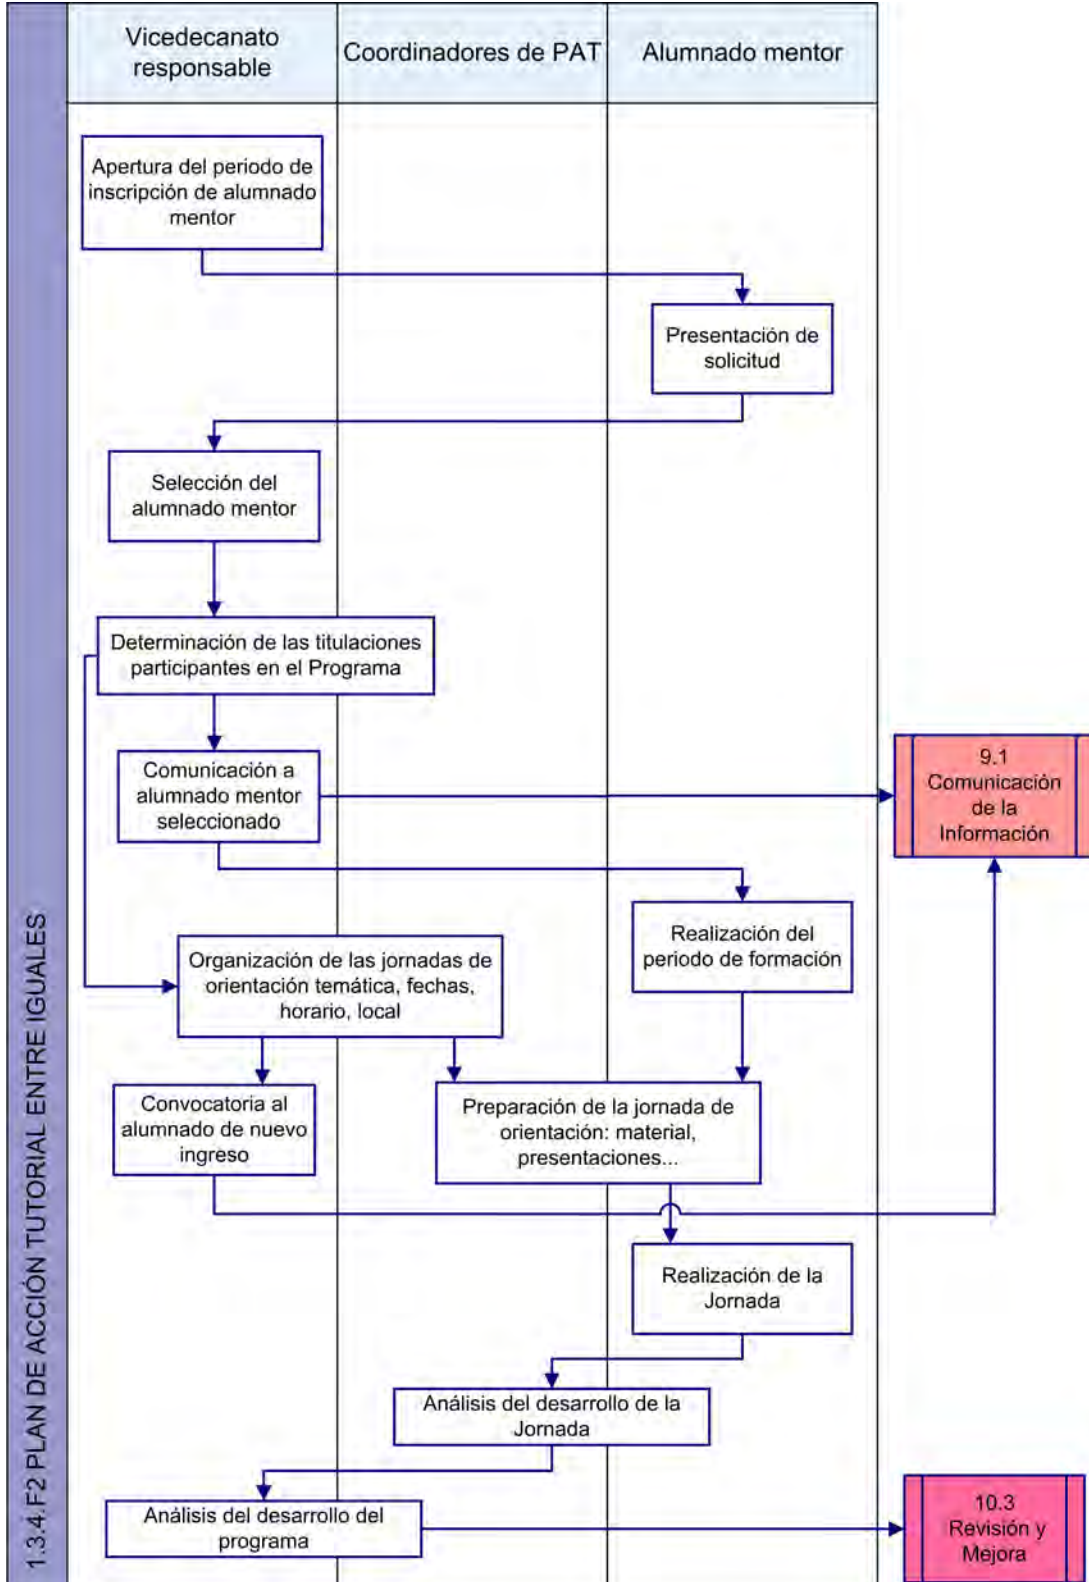 1.3.4.F2 PLAN DE ACCIÓN TUTORIAL ENTRE IGUALES
Vicedecanato
responsable
Coordinadores de PAT
Alumnado mentor
Apertura del periodo de
inscripción de alumnado
mentor
Presentación de
solicitud
Selección del
alumnado mentor
Determinación de las titulaciones
participantes en el Programa
Comunicación a
alumnado mentor
seleccionado
9.1
Comunicación
de la
Información
Realización del
periodo de formación
Organización de las jornadas de
orientación temática, fechas,
horario, local
Convocatoria al
alumnado de nuevo
ingreso
Preparación de la jornada de
orientación: material,
presentaciones...
Realización de la
Jornada
Análisis del desarrollo de la
Jornada
Análisis del desarrollo del
programa
10.3
Revisión y
Mejora